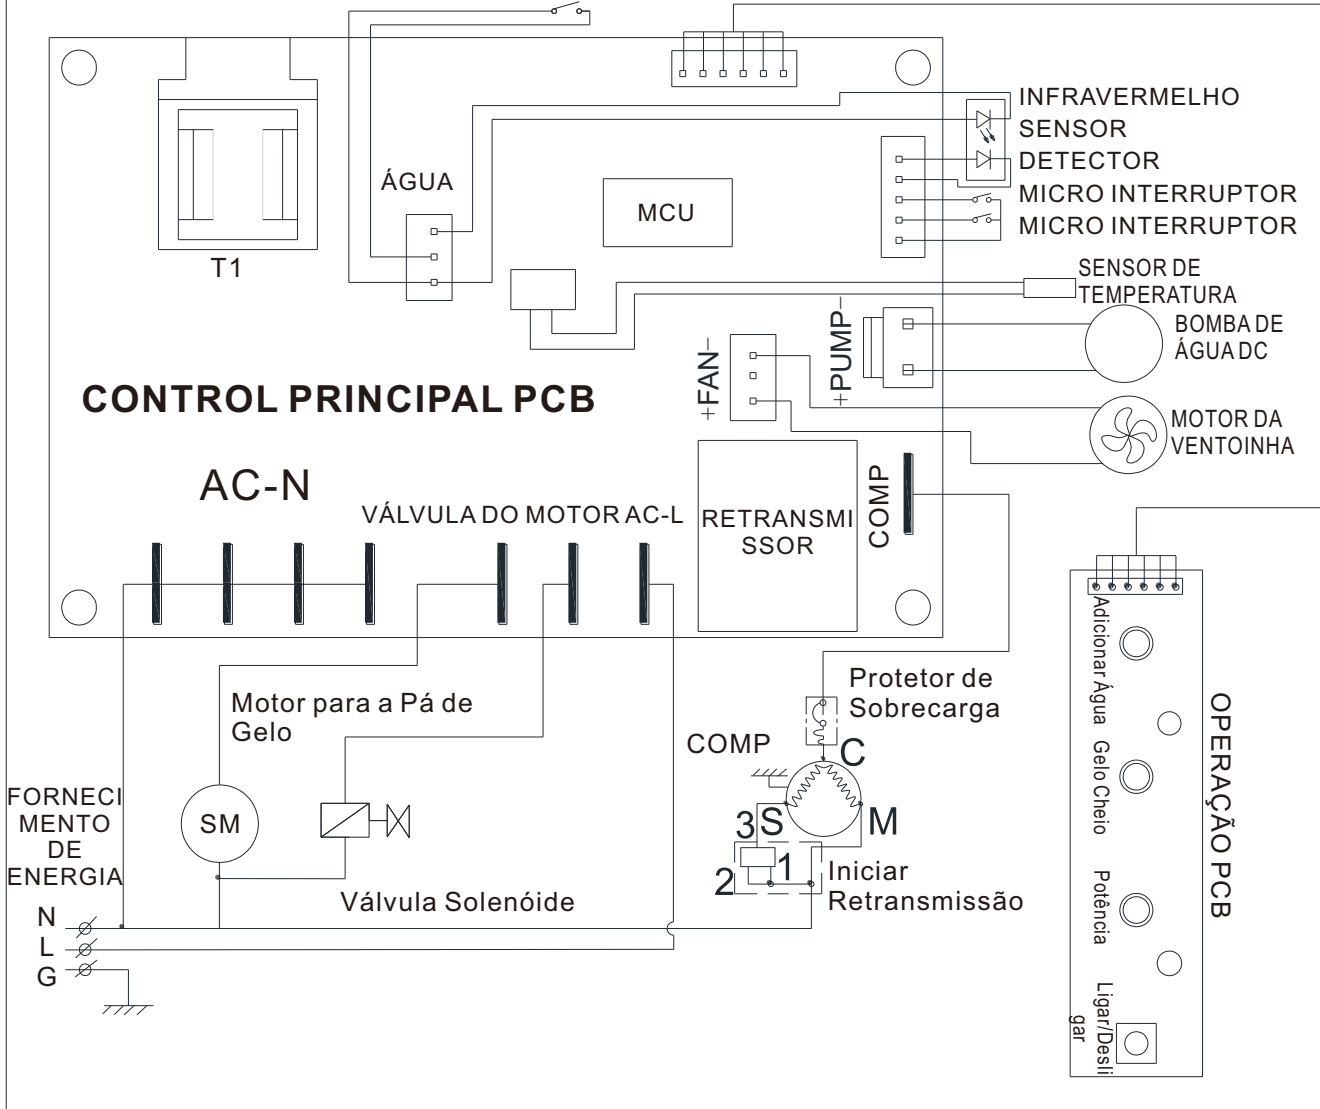 INFRAVERMELHO
SENSOR
DETECTOR
MICRO INTERRUPTOR
MICRO INTERRUPTOR
ÁGUA
MCU
T1
SENSOR DE
TEMPERATURA
BOMBA DE
ÁGUA DC
+PUMP-
+FAN-
CONTROL PRINCIPAL PCB
MOTOR DA
VENTOINHA
AC-N
VÁLVULA DO MOTOR AC-L
RETRANSMI
SSOR
COMP
Motor para a Pá de
Gelo
Protetor de
Sobrecarga
COMP
C
S
M
3
2
1
Iniciar
Retransmissão
SM
Válvula Solenóide
FORNECI
MENTO
DE
ENERGIA
N
L
G
Adicionar Água
Gelo Cheio
Potência
Ligar/Desli
gar
OPERAÇÃO PCB